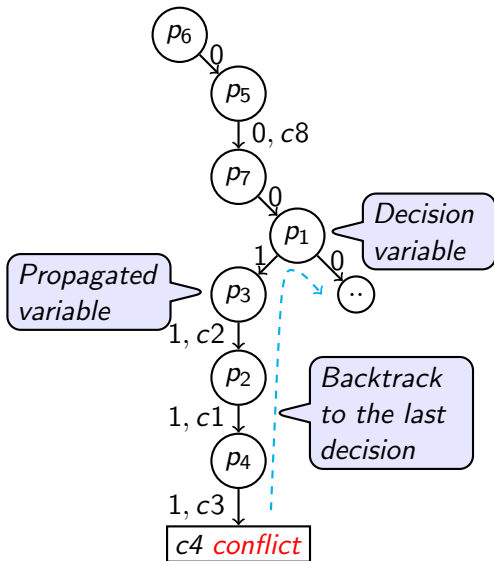 p6
0
p5
0, c8
p7
0
p1
Decision
variable
1
0
Propagated
variable
p3
..
1, c2
p2
Backtrack
to the last
decision
1, c1
p4
1, c3
c4 conflict